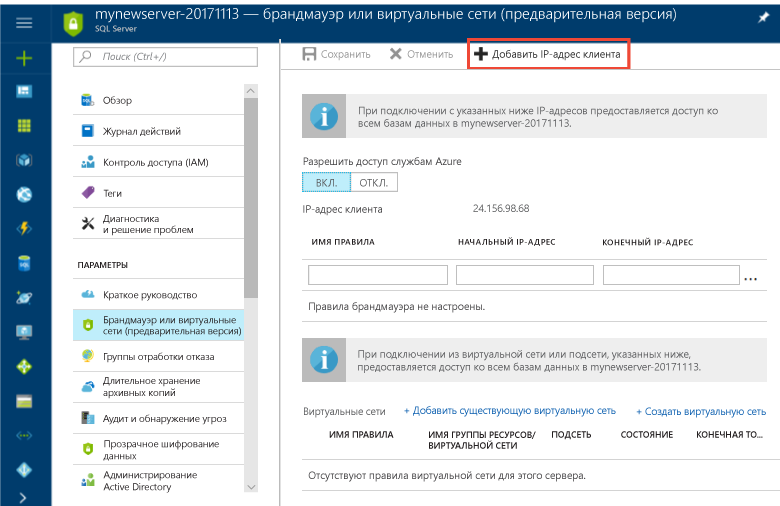 mynewserver-20171113 — брандмауэр или виртуальные сети (предварительная версия)
SQL Server
Поиск (Ctrl+/)
Сохранить
Отменить
Добавить IP-адрес клиента
Обзор
Журнал действий
Контроль доступа (IAM)
Теги
Диагностика
и решение проблем
ПАРАМЕТРЫ
Краткое руководство
Брандмауэр или виртуальные
сети (предварительная версия)
Группы отработки отказа
Длительное хранение
архивных копий
Аудит и обнаружение угроз
Прозрачное шифрование
данных
Администрирование
Active Directory
При подключении с указанных ниже IP-адресов предоставляется доступ ко
всем базам данных в mynewserver-20171113.
Разрешить доступ службам Azure
ВКЛ. ОТКЛ.
IP-адрес клиента 24.156.98.68
ИМЯ ПРАВИЛА НАЧАЛЬНЫЙ IP-АДРЕС КОНЕЧНЫЙ IP-АДРЕС
...
Правила брандмауэра не настроены.
При подключении из виртуальной сети или подсети, указанных ниже,
предоставляется доступ ко всем базам данных в mynewserver-20171113.
Виртуальные сети + Добавить существующую виртуальную сеть + Создать виртуальную сеть
ИМЯ ПРАВИЛА ИМЯ ГРУППЫ РЕСУРСОВ/ ПОДСЕТЬ СОСТОЯНИЕ КОНЕЧНАЯ ТО...
ВИРТУАЛЬНОЙ СЕТИ
Отсутствуют правила виртуальной сети для этого сервера.